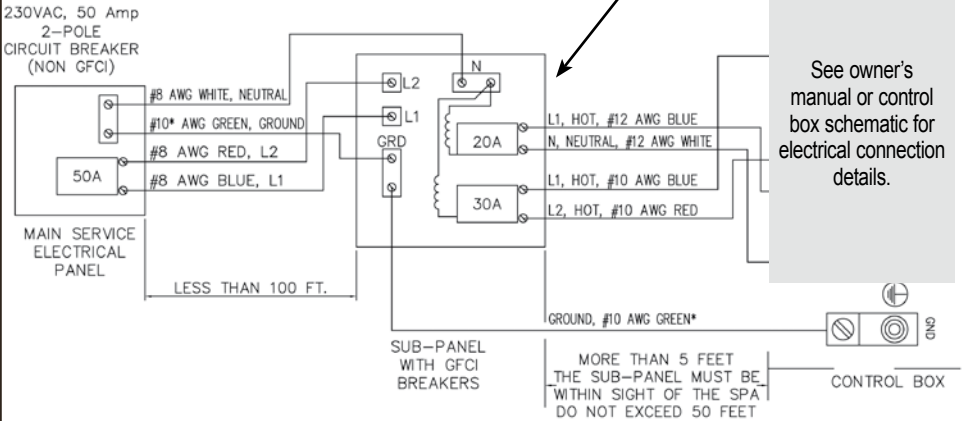 230VAC, 50 Amp
2-POLE
CIRCUIT BREAKER
(NON GFCI)
#8 AWG WHITE, NEUTRAL
#10* AWG GREEN, GROUND
#8 AWG RED, L2
#8 AWG BLUE, L1
50A
MAIN SERVICE
ELECTRICAL
PANEL
LESS THAN 100 FT.
N
L2
L1
GRD
20A
30A
L1, HOT, #12 AWG BLUE
N, NEUTRAL, #12 AWG WHITE
L1, HOT, #10 AWG BLUE
L2, HOT, #10 AWG RED
See owner's
manual or control
box schematic for
electrical connection
details.
GROUND, #10 AWG GREEN*
GND
SUB-PANEL
WITH GFCI
BREAKERS
MORE THAN 5 FEET
THE SUB-PANEL MUST BE
WITHIN SIGHT OF THE SPA
DO NOT EXCEED 50 FEET
CONTROL BOX